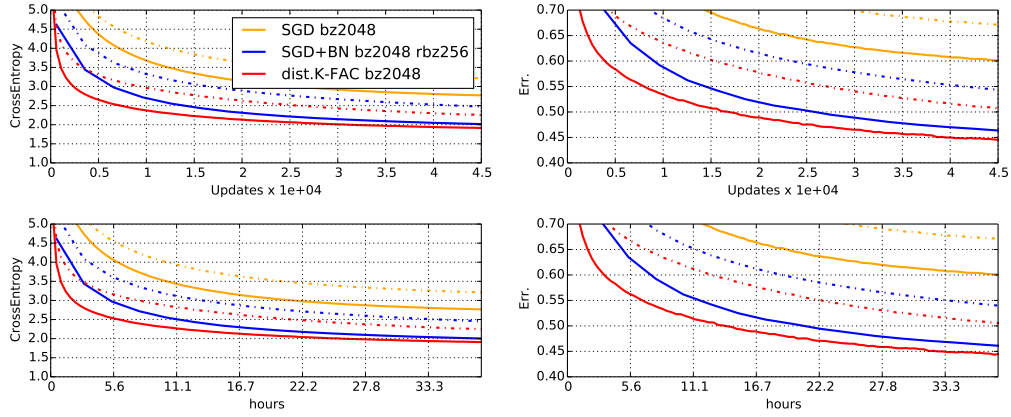 5.0
4.5
4.0
3.5
3.0
2.5
2.0
1.5
1.0
CrossEntropy
SGD bz2048
SGD+BN bz2048 rbz256
dist.K-FAC bz2048
0 0.5 1 1.5 2 2.5 3 3.5 4 4.5
Updates x 1e+04
0.70
0.65
0.60
0.55
0.50
0.45
0.40
Err.
0 0.5 1 1.5 2 2.5 3 3.5 4 4.5
Updates x 1e+04
5.0
4.5
4.0
3.5
3.0
2.5
2.0
1.5
1.0
CrossEntropy
0 5.6 11.1 16.7 22.2 27.8 33.3
hours
0.70
0.65
0.60
0.55
0.50
0.45
0.40
Err.
0 5.6 11.1 16.7 22.2 27.8 33.3
hours